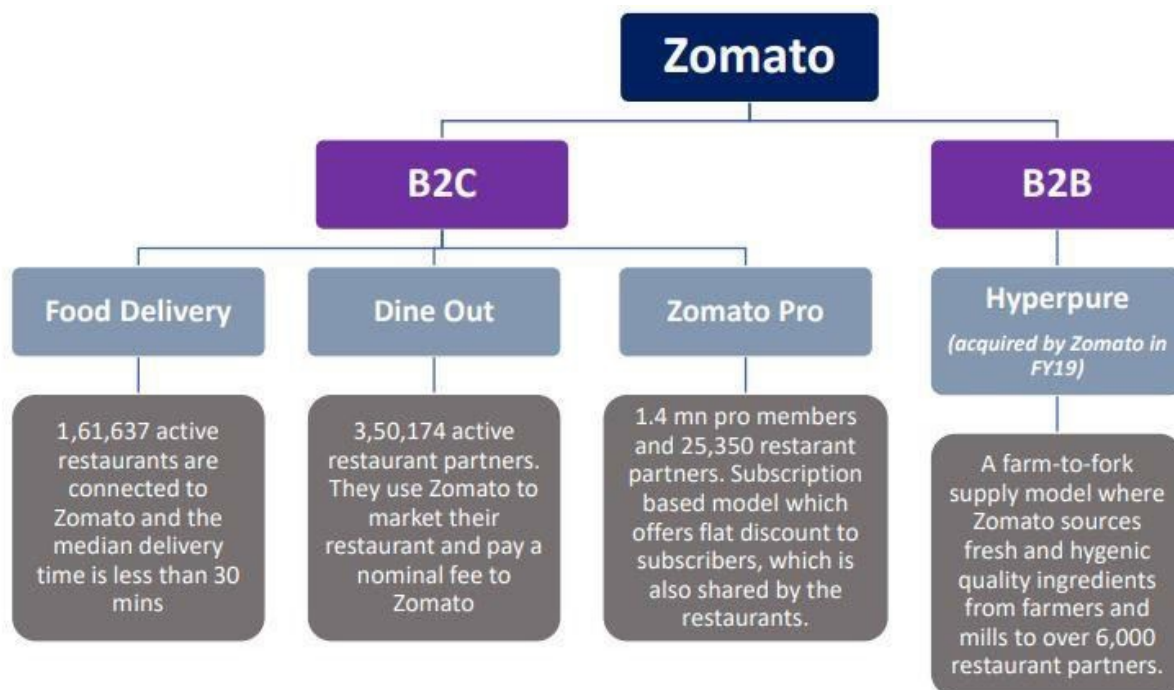 Zomato
B2C
B2B
Food Delivery
Dine Out
Zomato Pro
Hyperpure
(acquired by Zomato in
FY19)
1,61,637 active
restaurants are
connected to
Zomato and the
median delivery
time is less than 30
mins
3,50,174 active
restaurant partners.
They use Zomato to
market their
restaurant and pay a
nominal fee to
Zomato
1.4 mn pro members
and 25,350 restarant
partners. Subscription
based model which
offers flat discount to
subscribers, which is
also shared by the
restaurants.
A farm-to-fork
supply model where
Zomato sources
fresh and hygenic
quality ingredients
from farmers and
mills to over 6,000
restaurant partners.